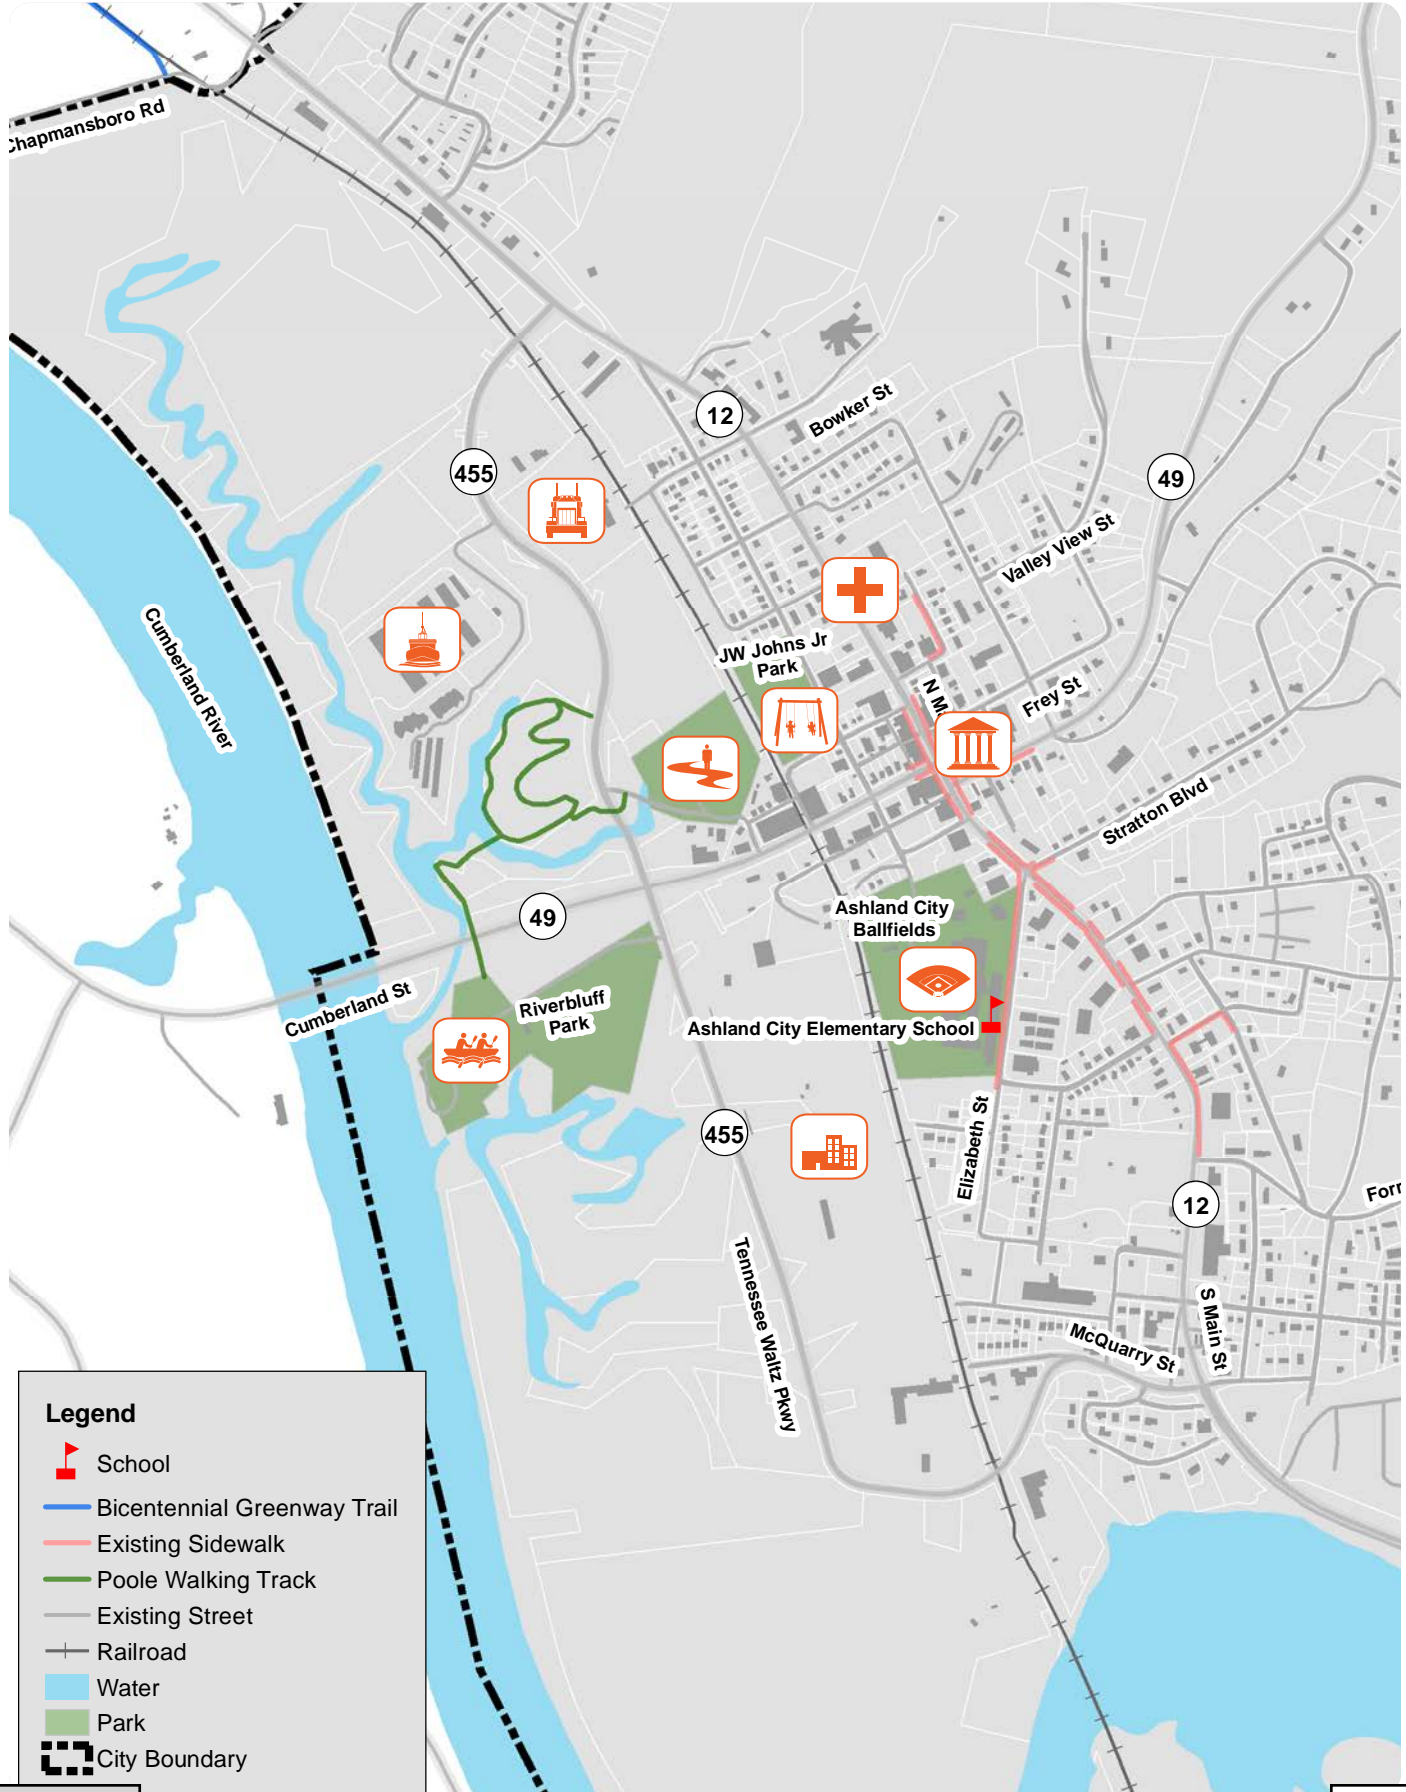 Chapmansboro Rd
12
Bowker St
455
49
Valley View St
Cumberland River
JW Johns Jr
Park
N M
Frey St
Stratton Blvd
49
Ashland City
Ballfields
Cumberland St
Riverbluff
Park
Ashland City Elementary School
455
Elizabeth St
12
Forr
Tennessee Waltz Pkwy
S Main St
McQuarry St
Legend
School
Bicentennial Greenway Trail
Existing Sidewalk
Poole Walking Track
Existing Street
Railroad
Water
Park
City Boundary